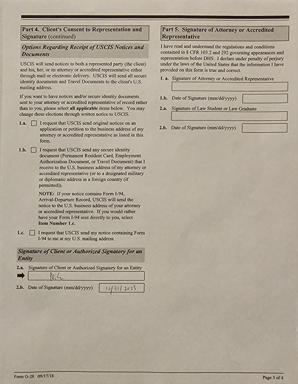 Part 4. Client's Consent to Representation and
Signature (continued)
Options Regarding Receipt of USCIS Notices and
Documents
USCIS will send notices to both a represented party (the client)
and his, her, or its attorney or accredited representative either
through mail or electronic delivery. USCIS will send all secure
identity documents and Travel Documents to the client's U.S.
mailing address.
If you want to have notices and/or secure identity documents
sent to your attorney or accredited representative of record rather
than to you, please select all applicable items below. You may
change these elections through written notice to USCIS.
1.a. I request that USCIS send original notices on an
application or petition to the business address of my
attorney or accredited representative as listed in this
form.
1.b. I request that USCIS send any secure identity
document (Permanent Resident Card, Employment
Authorization Document, or Travel Document) that I
receive to the U.S. business address of my attorney or
accredited representative (or to a designated military
or diplomatic address in a foreign country (if
permitted)).
NOTE: If your notice contains Form I-94,
Arrival-Departure Record, USCIS will send the
notice to the U.S. business address of your attorney
or accredited representative. If you would rather
have your Form I-94 sent directly to you, select
Item Number 1.c.
1.c. I request that USCIS send my notice containing Form
I-94 to me at my U.S. mailing address.
Signature of Client or Authorized Signatory for an
Entity
2.a. Signature of Client or Authorized Signatory for an Entity
2.b. Date of Signature (mm/dd/yyyy)
Part 5. Signature of Attorney or Accredited
Representative
I have read and understand the regulations and conditions
contained in 8 CFR 103.2 and 292 governing appearances and
representation before DHS. I declare under penalty of perjury
under the laws of the United States that the information I have
provided on this form is true and correct.
1. a. Signature of Attorney or Accredited Representative
1.b. Date of Signature (mm/dd/yyyy)
2.a. Signature of Law Student or Law Graduate
2.b. Date of Signature (mm/dd/yyyy)
Form G-28 09/17/18
Page 3 of 4